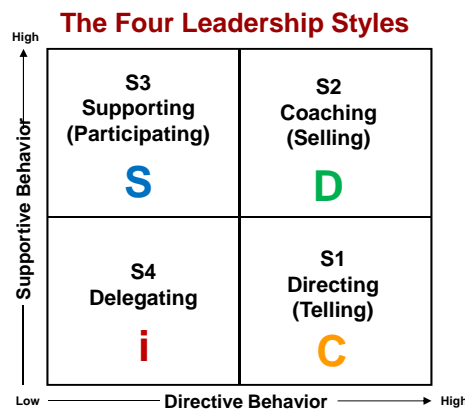 The Four Leadership Styles
High
Supportive Behavior
S3
Supporting
(Participating)
S
S2
Coaching
(Selling)
D
S4
Delegating
i
S1
Directing
(Telling)
C
Low
Directive Behavior
High